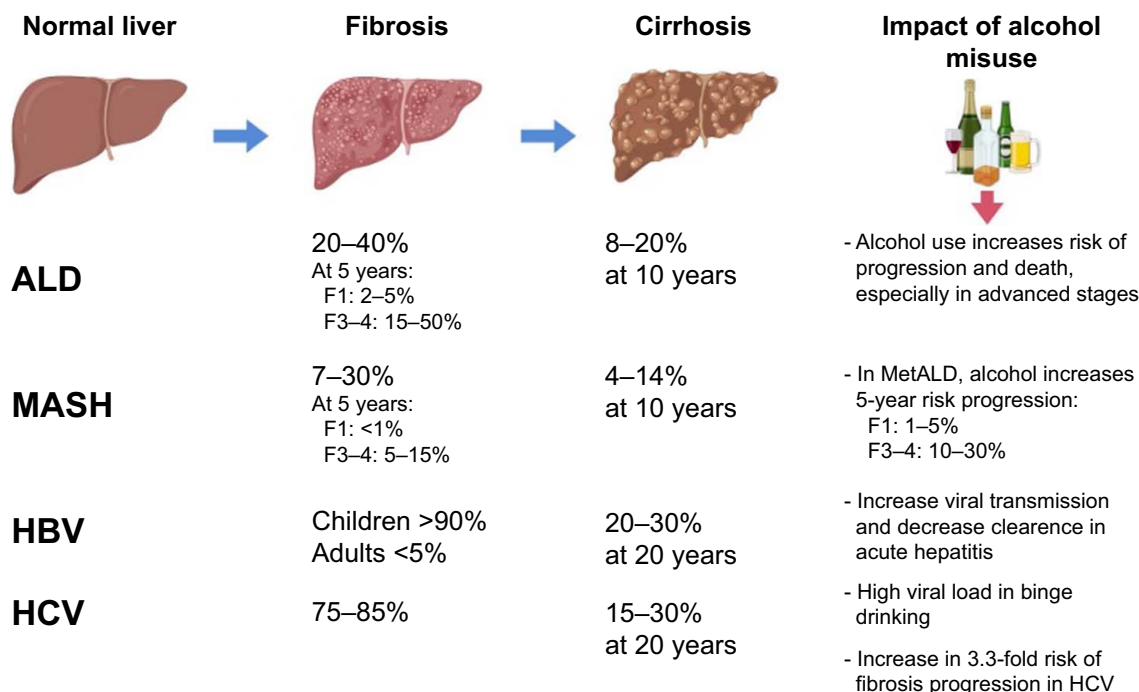 Normal liver
Fibrosis
Cirrhosis
Impact of alcohol
misuse
ALD
20–40%
At 5 years:
F1: 2–5%
F3–4: 15–50%
8–20%
at 10 years
- Alcohol use increases risk of
progression and death,
especially in advanced stages
MASH
7–30%
At 5 years:
F1: <1%
F3–4: 5–15%
4–14%
at 10 years
- In MetALD, alcohol increases
5-year risk progression:
F1: 1–5%
F3–4: 10–30%
HBV
Children >90%
Adults <5%
20–30%
at 20 years
- Increase viral transmission
and decrease clearence in
acute hepatitis
HCV
75–85%
15–30%
at 20 years
- High viral load in binge
drinking
- Increase in 3.3-fold risk of
fibrosis progression in HCV